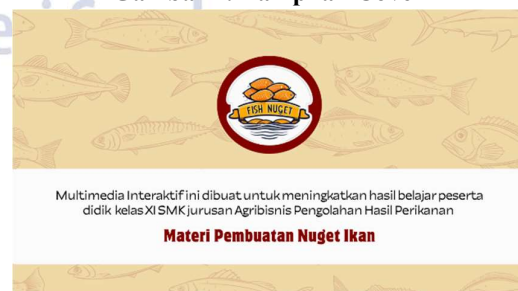 FISH NUGET
Multimedia Interaktif ini dibuat untuk meningkatkan hasil belajar peserta
didik kelas XI SMK jurusan Agribisnis Pengolahan Hasil Perikanan
Materi Pembuatan Nuget Ikan